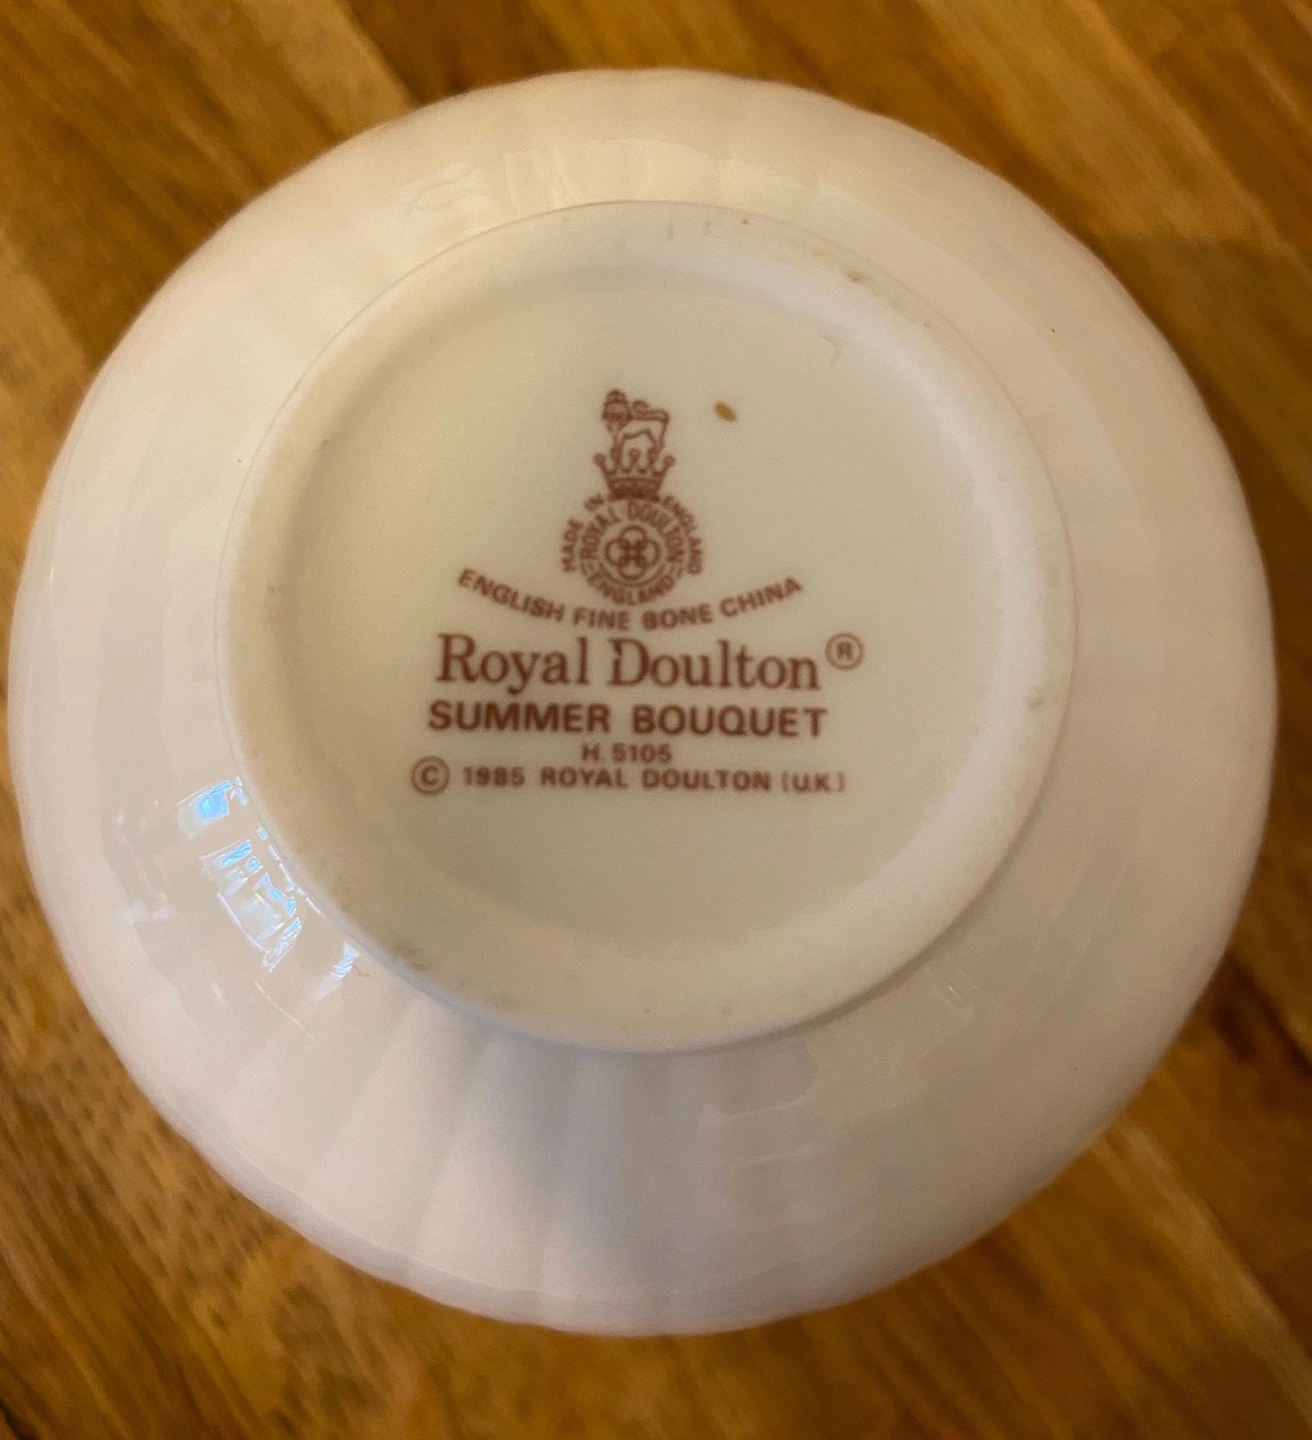 MADE IN ENGLAND
ROYAL DOULTON
ENGLAND
ENGLISH FINE BONE CHINA
Royal Doulton®
SUMMER BOUQUET
H. 5105
© 1985 ROYAL DOULTON (U.K.)